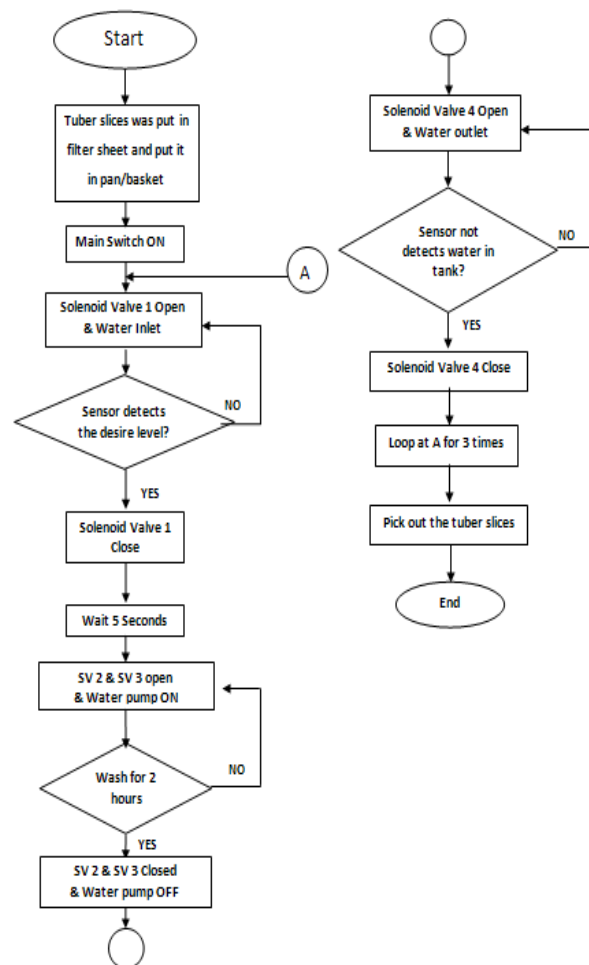 Start
Tuber slices was put in
filter sheet and put it
in pan/basket
Main Switch ON
A
Solenoid Valve 1 Open
& Water Inlet
Sensor detects
the desire level?
NO
YES
Solenoid Valve 1
Close
Wait 5 Seconds
SV 2 & SV 3 open
& Water pump ON
Wash for 2
hours
NO
YES
SV 2 & SV 3 Closed
& Water pump OFF
Solenoid Valve 4 Open
& Water outlet
Sensor not
detects water in
tank?
NO
YES
Solenoid Valve 4 Close
Loop at A for 3 times
Pick out the tuber slices
End